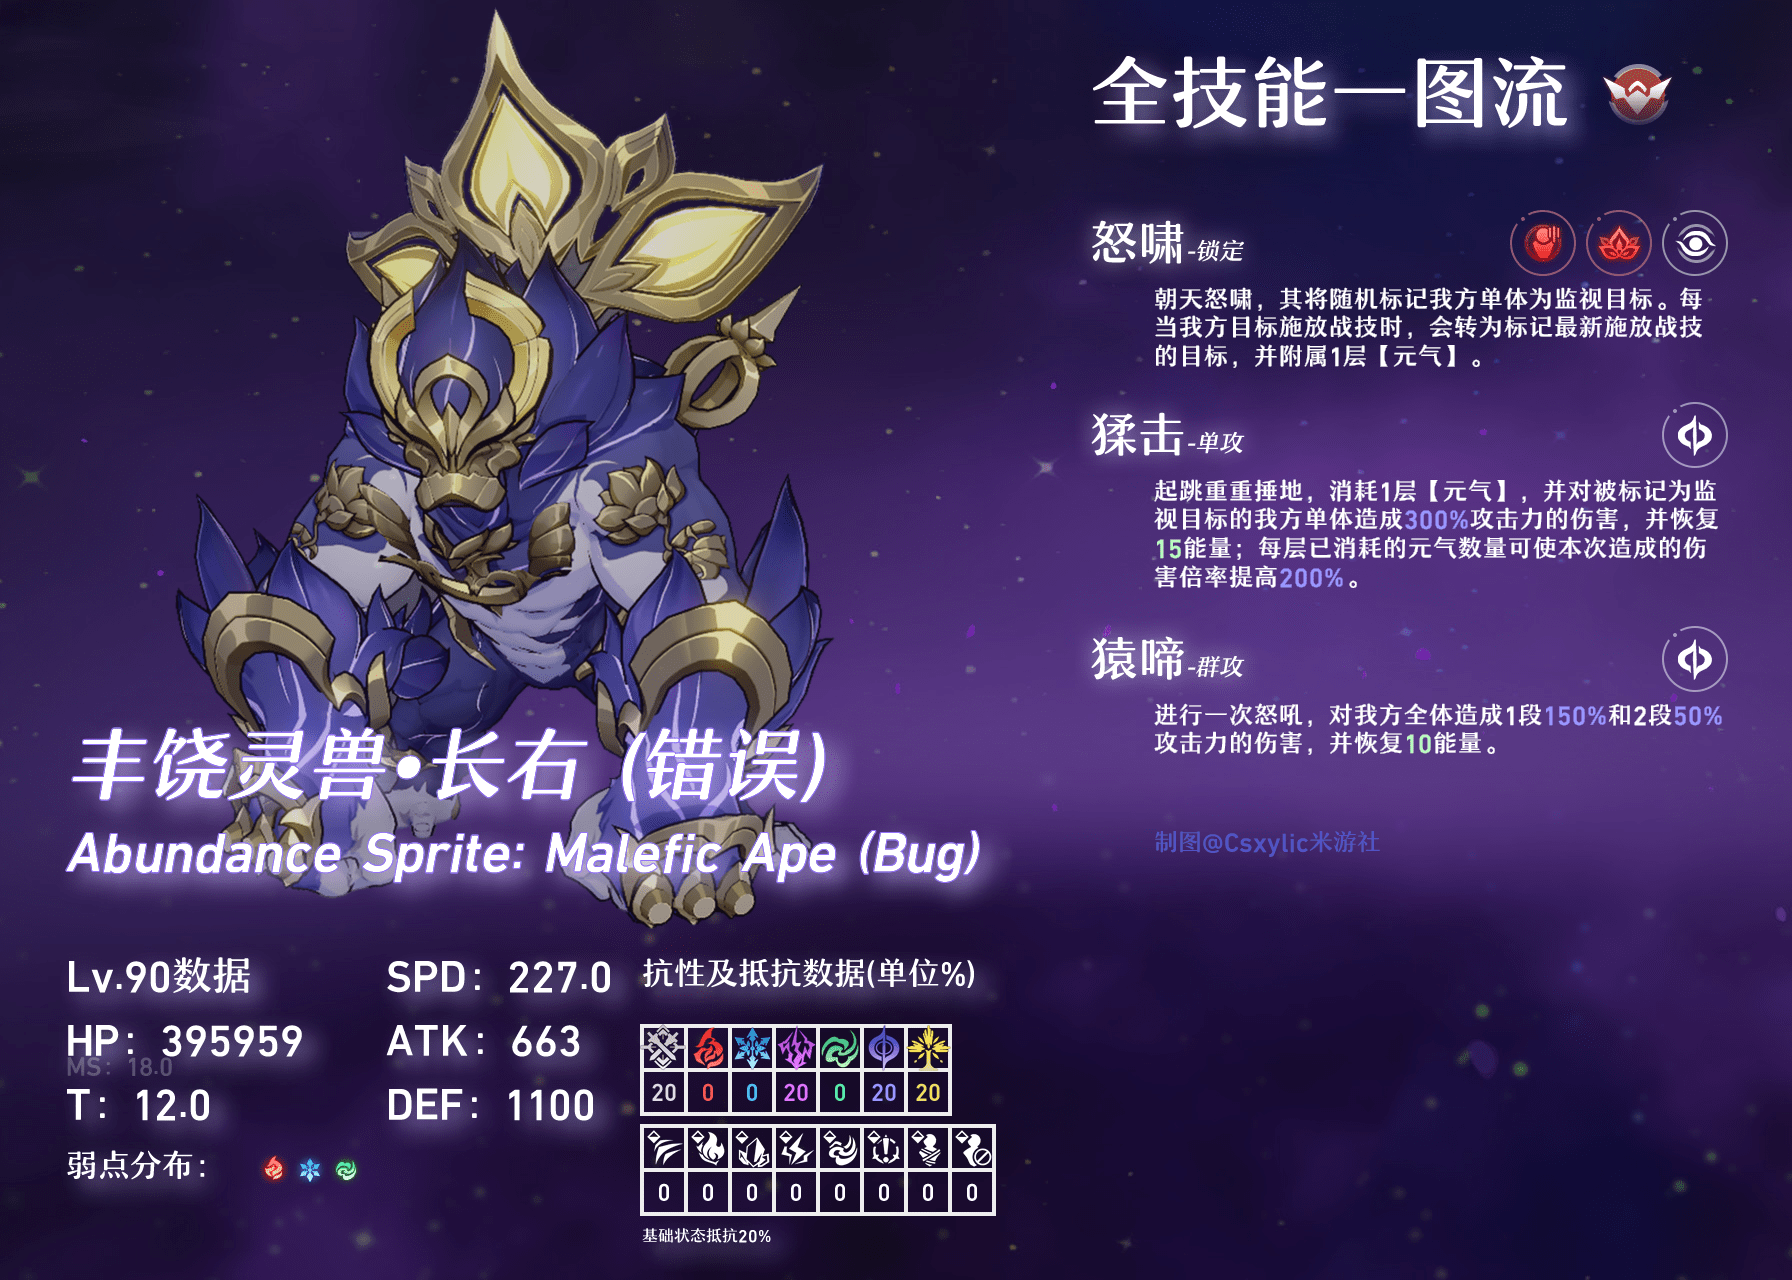 全技能一图流
怒啸-锁定
朝天怒啸，其将随机标记我方单体为监视目标。每
当我方目标施放战技时，会转为标记最新施放战技
的目标，并附属1层【元气】。
猱击-单攻
起跳重重捶地，消耗1层【元气】，并对被标记为监
视目标的我方单体造成300%攻击力的伤害，并恢复
15能量；每层已消耗的元气数量可使本次造成的伤
害倍率提高200%。
猿啼-群攻
进行一次怒吼，对我方全体造成1段150%和2段50%
攻击力的伤害，并恢复10能量。
制图@Csxylic米游社
丰饶灵兽•长右 (错误)
Abundance Sprite: Malefic Ape (Bug)
Lv.90数据
SPD: 227.0
HP: 395959
ATK: 663
MS: 18.0
T: 12.0
DEF: 1100
弱点分布:
抗性及抵抗数据(单位%)
20 0 0 20 0 20 20
0 0 0 0 0 0 0 0
基础状态抵抗20%